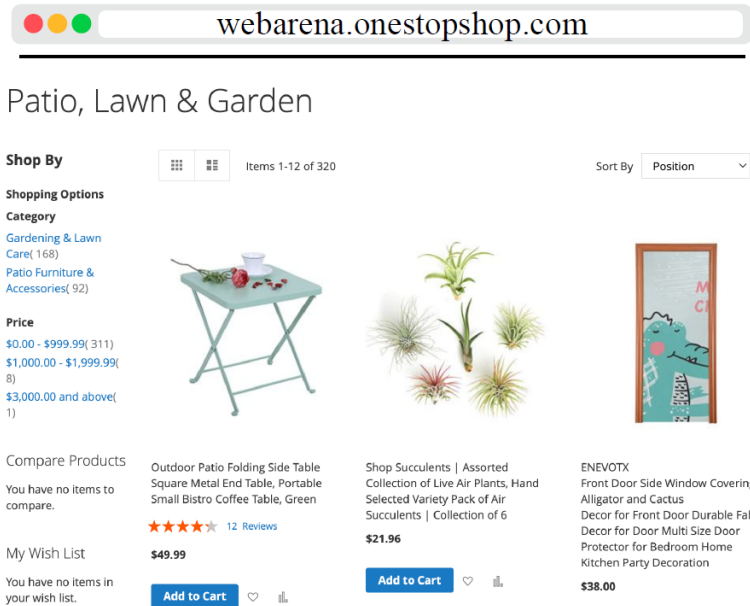 webarena.onestopshop.com
Patio, Lawn & Garden
Shop By
Items 1-12 of 320
Sort By Position
Shopping Options
Category
Gardening & Lawn
Care( 168)
Patio Furniture &
Accessories( 92)
Price
$0.00 - $999.99( 311)
$1,000.00 - $1,999.99(
8)
$3,000.00 and above(
1)
Compare Products
You have no items to
compare.
My Wish List
You have no items in
your wish list.
Outdoor Patio Folding Side Table
Square Metal End Table, Portable
Small Bistro Coffee Table, Green
12 Reviews
$49.99
Add to Cart
Shop Succulents | Assorted
Collection of Live Air Plants, Hand
Selected Variety Pack of Air
Succulents | Collection of 6
$21.96
Add to Cart
M
CI
ENEVOTX
Front Door Side Window Covering
Alligator and Cactus
Decor for Front Door Durable Fal
Decor for Door Multi Size Door
Protector for Bedroom Home
Kitchen Party Decoration
$38.00